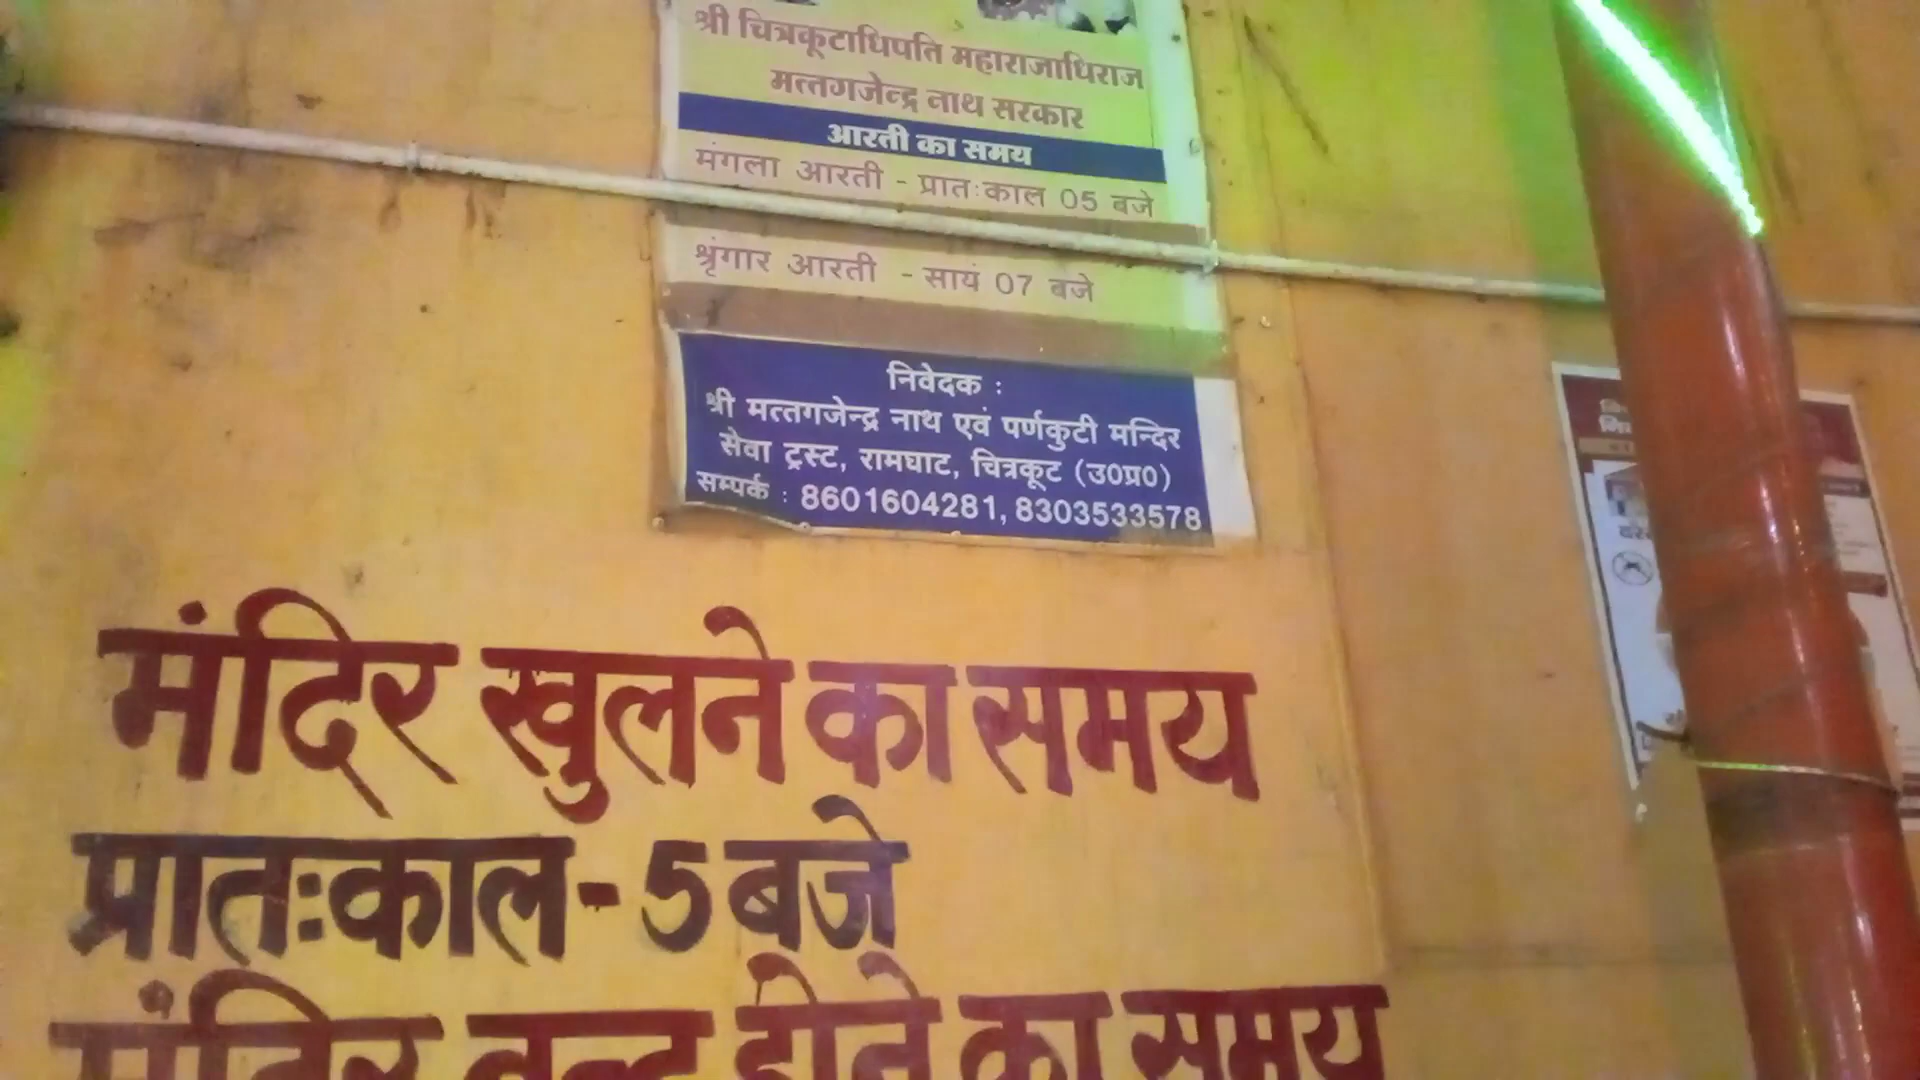 श्री चित्रकूटाधिपति महाराजाधिराज
मत्तगजेन्द्र नाथ सरकार
आरती का समय
मंगला आरती - प्रातःकाल 05 बजे
श्रृंगार आरती - सायं 07 बजे
निवेदक :
श्री मत्तगजेन्द्र नाथ एवं पर्णकुटी मन्दिर
सेवा ट्रस्ट, रामघाट, चित्रकूट (उ0प्र0)
सम्पर्क : 8601604281, 8303533578
मंदिर खुलने का समय
प्रातःकाल - 5 बजे
मंदिर बन्द होने का समय